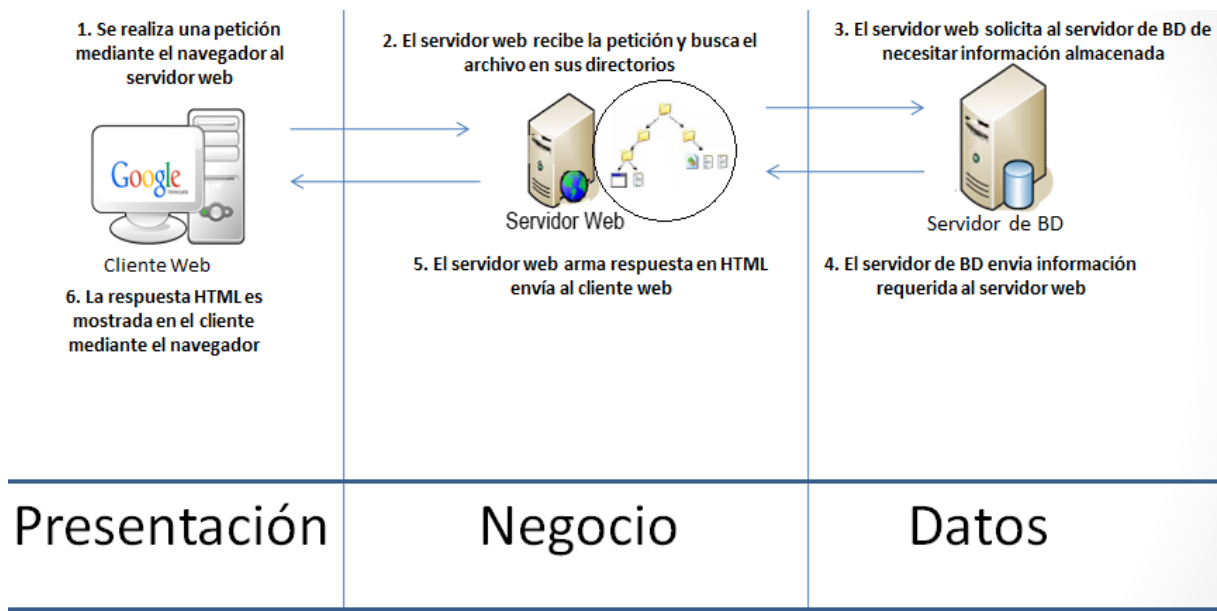 1. Se realiza una petición
mediante el navegador al
servidor web
2. El servidor web recibe la petición y busca el
archivo en sus directorios
3. El servidor web solicita al servidor de BD de
necesitar información almacenada
Google
Venezuela
Cliente Web
Servidor Web
Servidor de BD
6. La respuesta HTML es
mostrada en el cliente
mediante el navegador
5. El servidor web arma respuesta en HTML
envía al cliente web
4. El servidor de BD envia información
requerida al servidor web
Presentación
Negocio
Datos